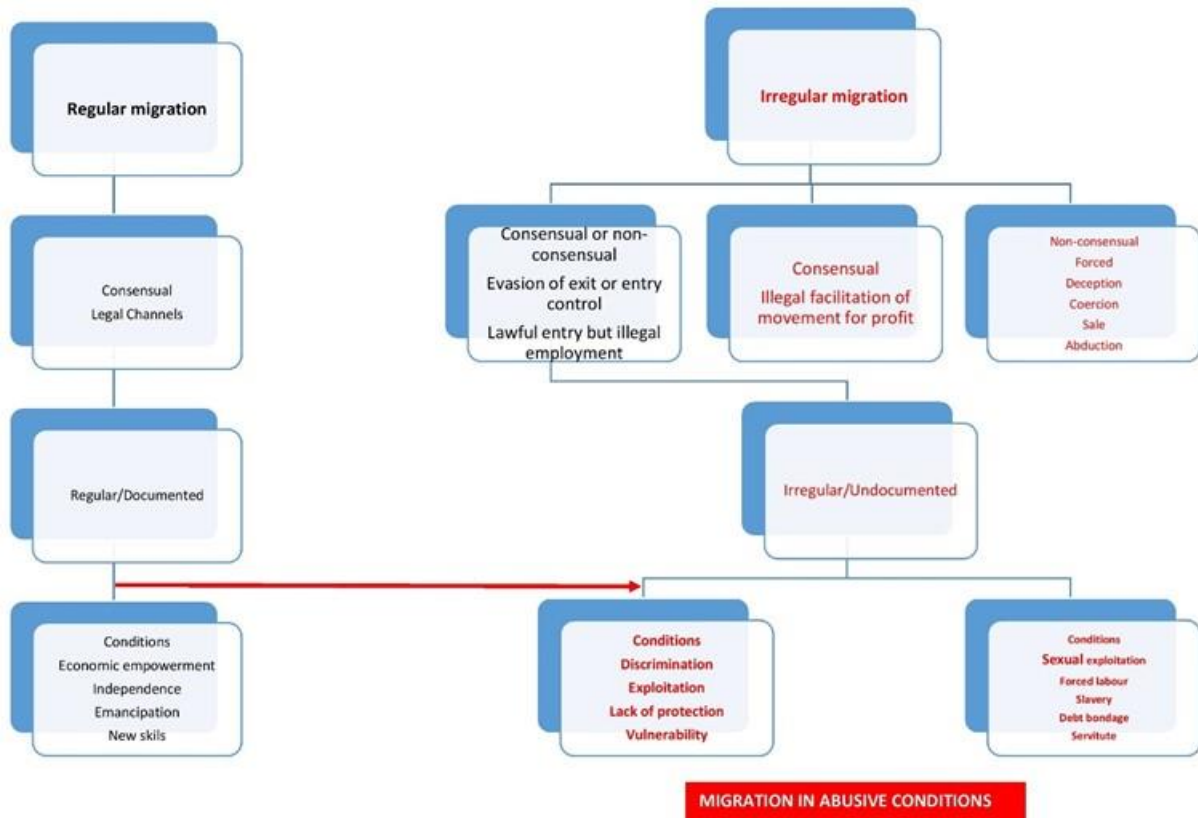 Regular migration
Consensual
Legal Channels
Regular/Documented
Conditions
Economic empowerment
Independence
Emancipation
New skils
Irregular migration
Consensual or non-
consensual
Evasion of exit or entry
control
Lawful entry but illegal
employment
Consensual
Illegal facilitation of
movement for profit
Non-consensual
Forced
Deception
Coercion
Sale
Abduction
Irregular/Undocumented
Conditions
Discrimination
Exploitation
Lack of protection
Vulnerability
Conditions
Sexual exploitation
Forced labour
Slavery
Debt bondage
Servitute
MIGRATION IN ABUSIVE CONDITIONS